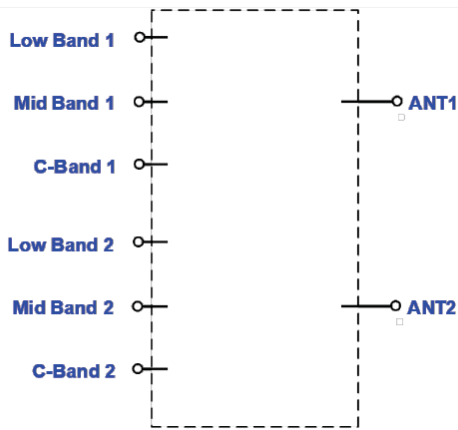 Low Band 1
Mid Band 1
C-Band 1
Low Band 2
Mid Band 2
C-Band 2
ANT1
ANT2